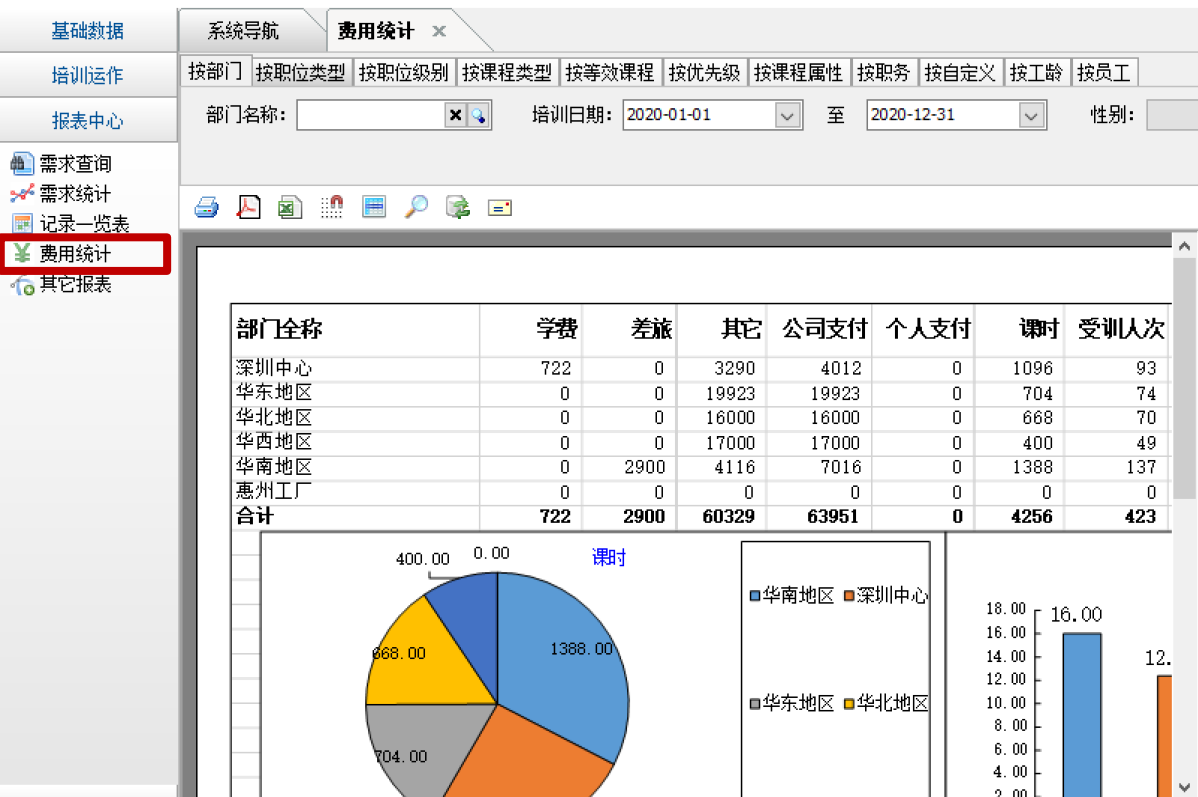 基础数据
培训运作
报表中心
需求查询
需求统计
记录一览表
费用统计
其它报表
系统导航 费用统计
按部门 按职位类型 按职位级别 按课程类型 按等效课程 按优先级 按课程属性 按职务 按自定义 按工龄 按员工
部门名称: 培训日期: 2020-01-01 至 2020-12-31 性别:
部门全称 学费 差旅 其它 公司支付 个人支付 课时 受训人次
深圳中心 722 0 3290 4012 0 1096 93
华东地区 0 0 19923 19923 0 704 74
华北地区 0 0 16000 16000 0 668 70
华西地区 0 0 17000 17000 0 400 49
华南地区 0 2900 4116 7016 0 1388 137
惠州工厂 0 0 0 0 0 0 0
合计 722 2900 60329 63951 0 4256 423
课时
400.00 0.00
1388.00
668.00
704.00
华南地区 深圳中心
华东地区 华北地区
18.00
16.00
14.00
12.00
10.00
8.00
6.00
4.00
2.00
16.00
12.